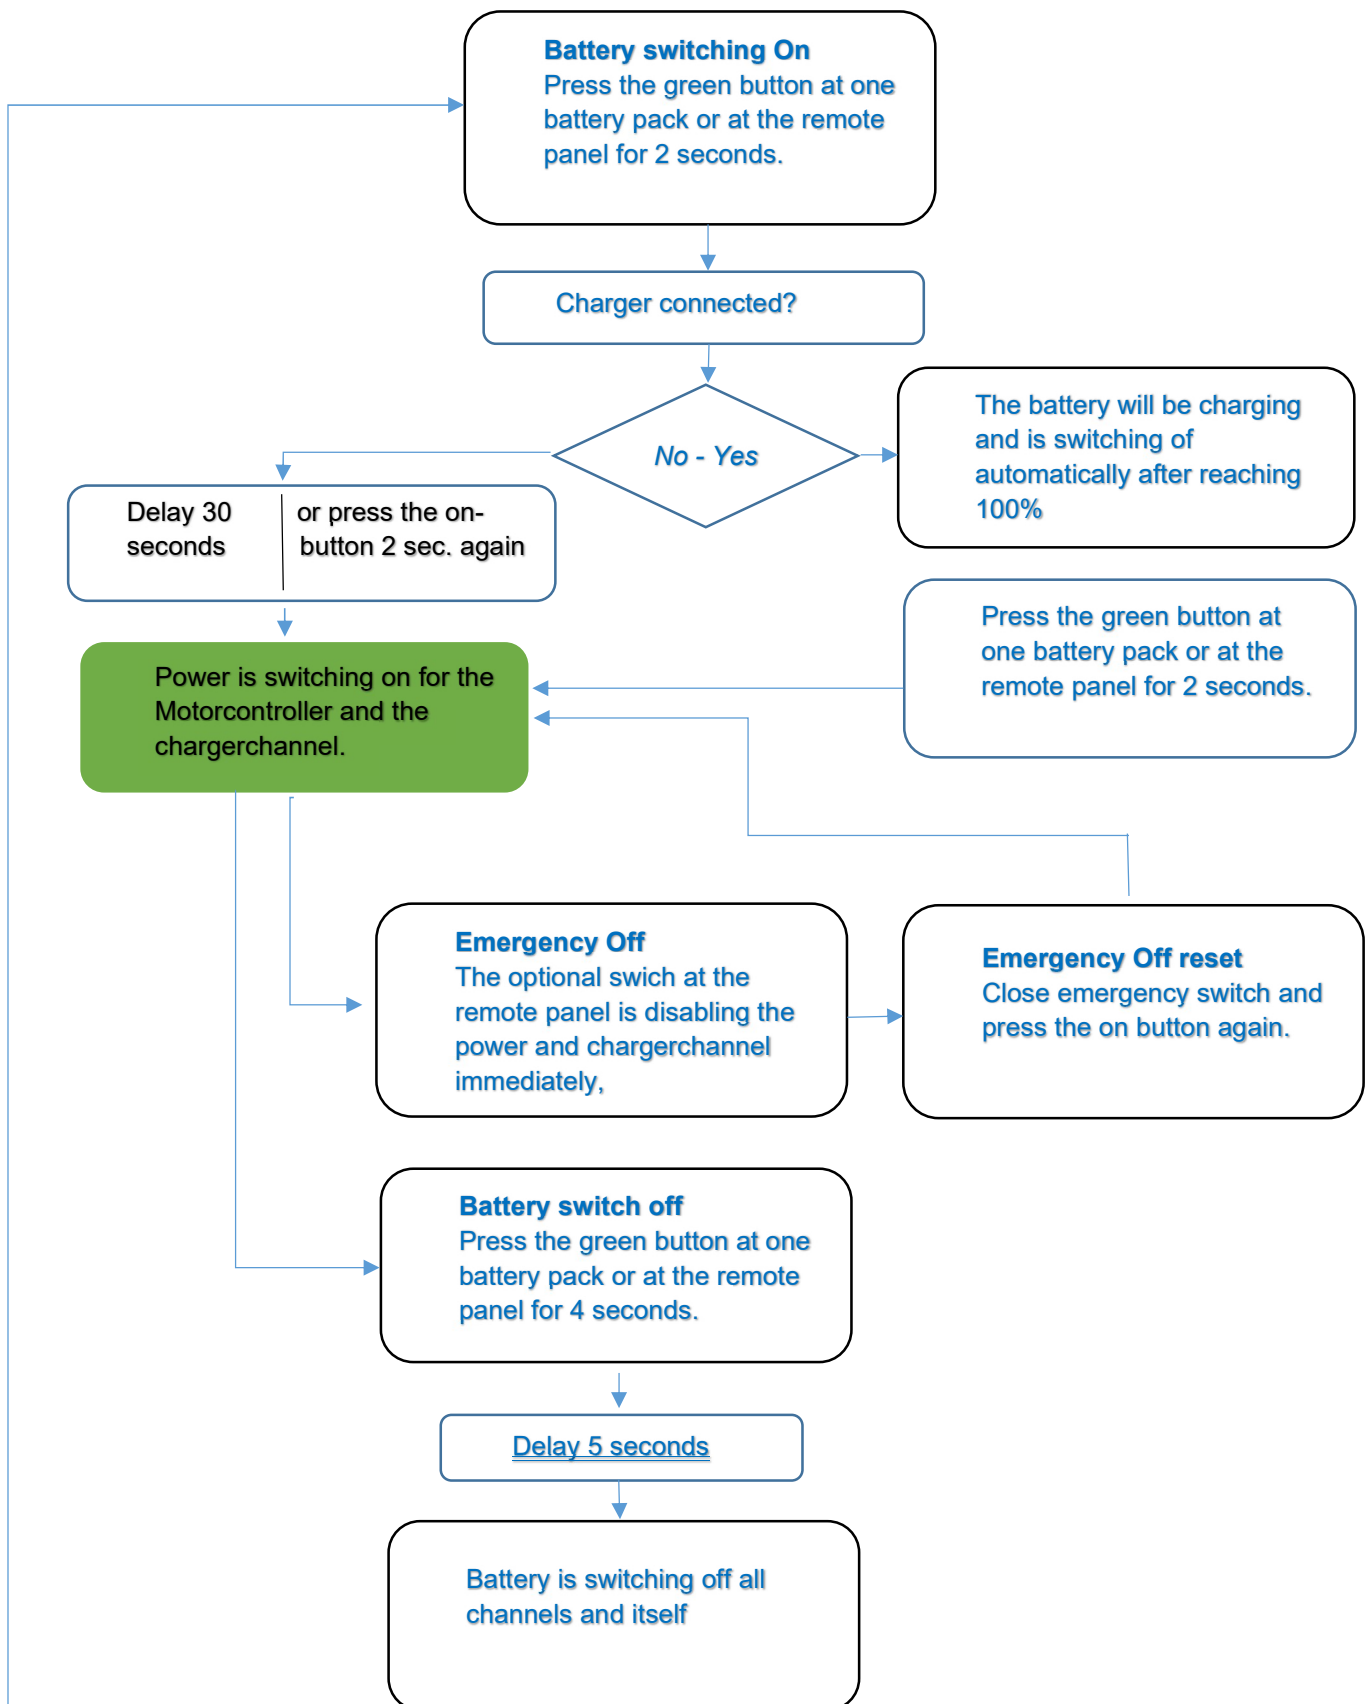 Battery switching On
Press the green button at one
battery pack or at the remote
panel for 2 seconds.
Charger connected?
No - Yes
The battery will be charging
and is switching of
automatically after reaching
100%
Delay 30
seconds
or press the on-
button 2 sec. again
Press the green button at
one battery pack or at the
remote panel for 2 seconds.
Power is switching on for the
Motorcontroller and the
chargerchannel.
Emergency Off
The optional swich at the
remote panel is disabling the
power and chargerchannel
immediately,
Emergency Off reset
Close emergency switch and
press the on button again.
Battery switch off
Press the green button at one
battery pack or at the remote
panel for 4 seconds.
Delay 5 seconds
Battery is switching off all
channels and itself